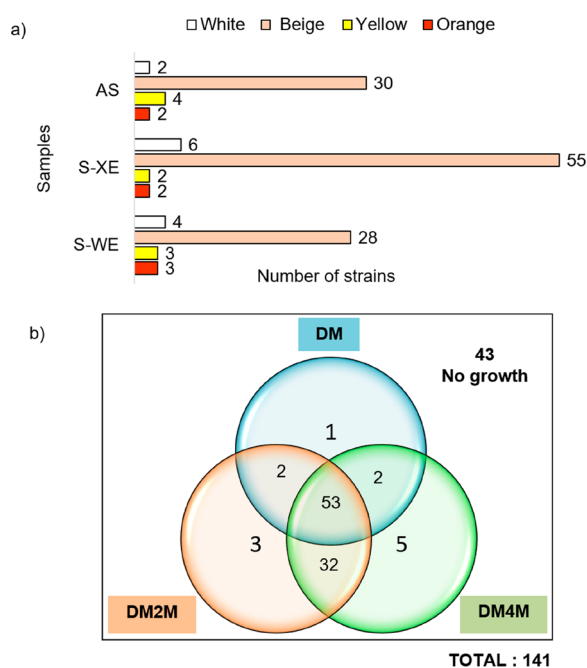 a)
White Beige Yellow Orange
Samples
AS
2
30
4
2
S-XE
6
55
2
2
S-WE
4
28
3
3
Number of strains
b)
DM
43
No growth
1
2 2
53
3 5
32
DM2M DM4M
TOTAL : 141